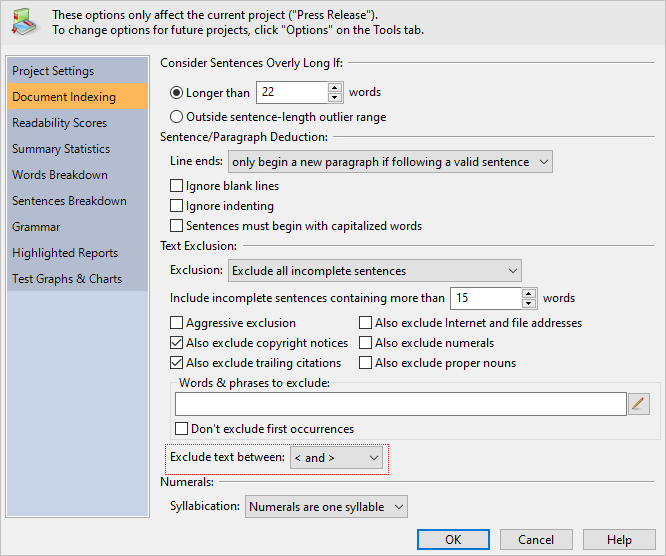 These options only affect the current project ("Press Release").
To change options for future projects, click "Options" on the Tools tab.
Project Settings
Document Indexing
Readability Scores
Summary Statistics
Words Breakdown
Sentences Breakdown
Grammar
Highlighted Reports
Test Graphs & Charts
Consider Sentences Overly Long If:
Longer than 22 words
Outside sentence-length outlier range
Sentence/Paragraph Deduction:
Line ends: only begin a new paragraph if following a valid sentence
Ignore blank lines
Ignore indenting
Sentences must begin with capitalized words
Text Exclusion:
Exclusion: Exclude all incomplete sentences
Include incomplete sentences containing more than 15 words
Aggressive exclusion Also exclude Internet and file addresses
Also exclude copyright notices Also exclude numerals
Also exclude trailing citations Also exclude proper nouns
Words & phrases to exclude:
Don't exclude first occurrences
Exclude text between: < and >
Numerals:
Syllabication: Numerals are one syllable
OK Cancel Help